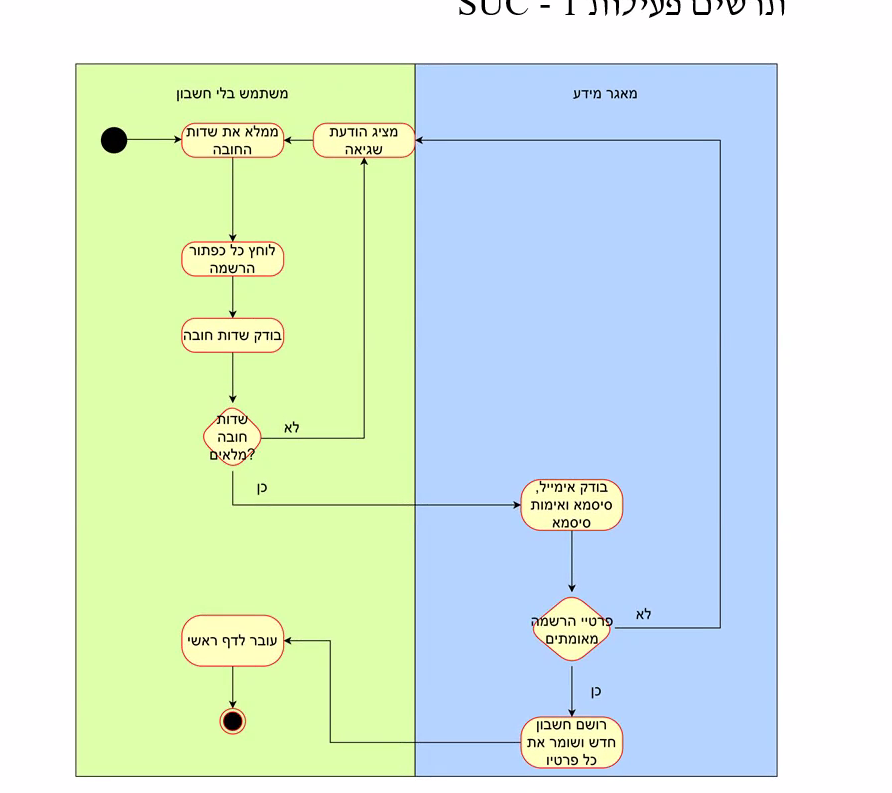 תרשים פעילות SUC - 1
משתמש בלי חשבון
מאגר מידע
ממלא את שדות
החובה
מציג הודעת
שגיאה
לוחץ כל כפתור
הרשמה
בודק שדות חובה
שדות
חובה
מלאים?
לא
כן
בודק אימייל,
סיסמא ואימות
סיסמא
פרטיי הרשמה
מאומתים
לא
כן
רושם חשבון
חדש ושומר את
כל פרטיו
עובר לדף ראשי